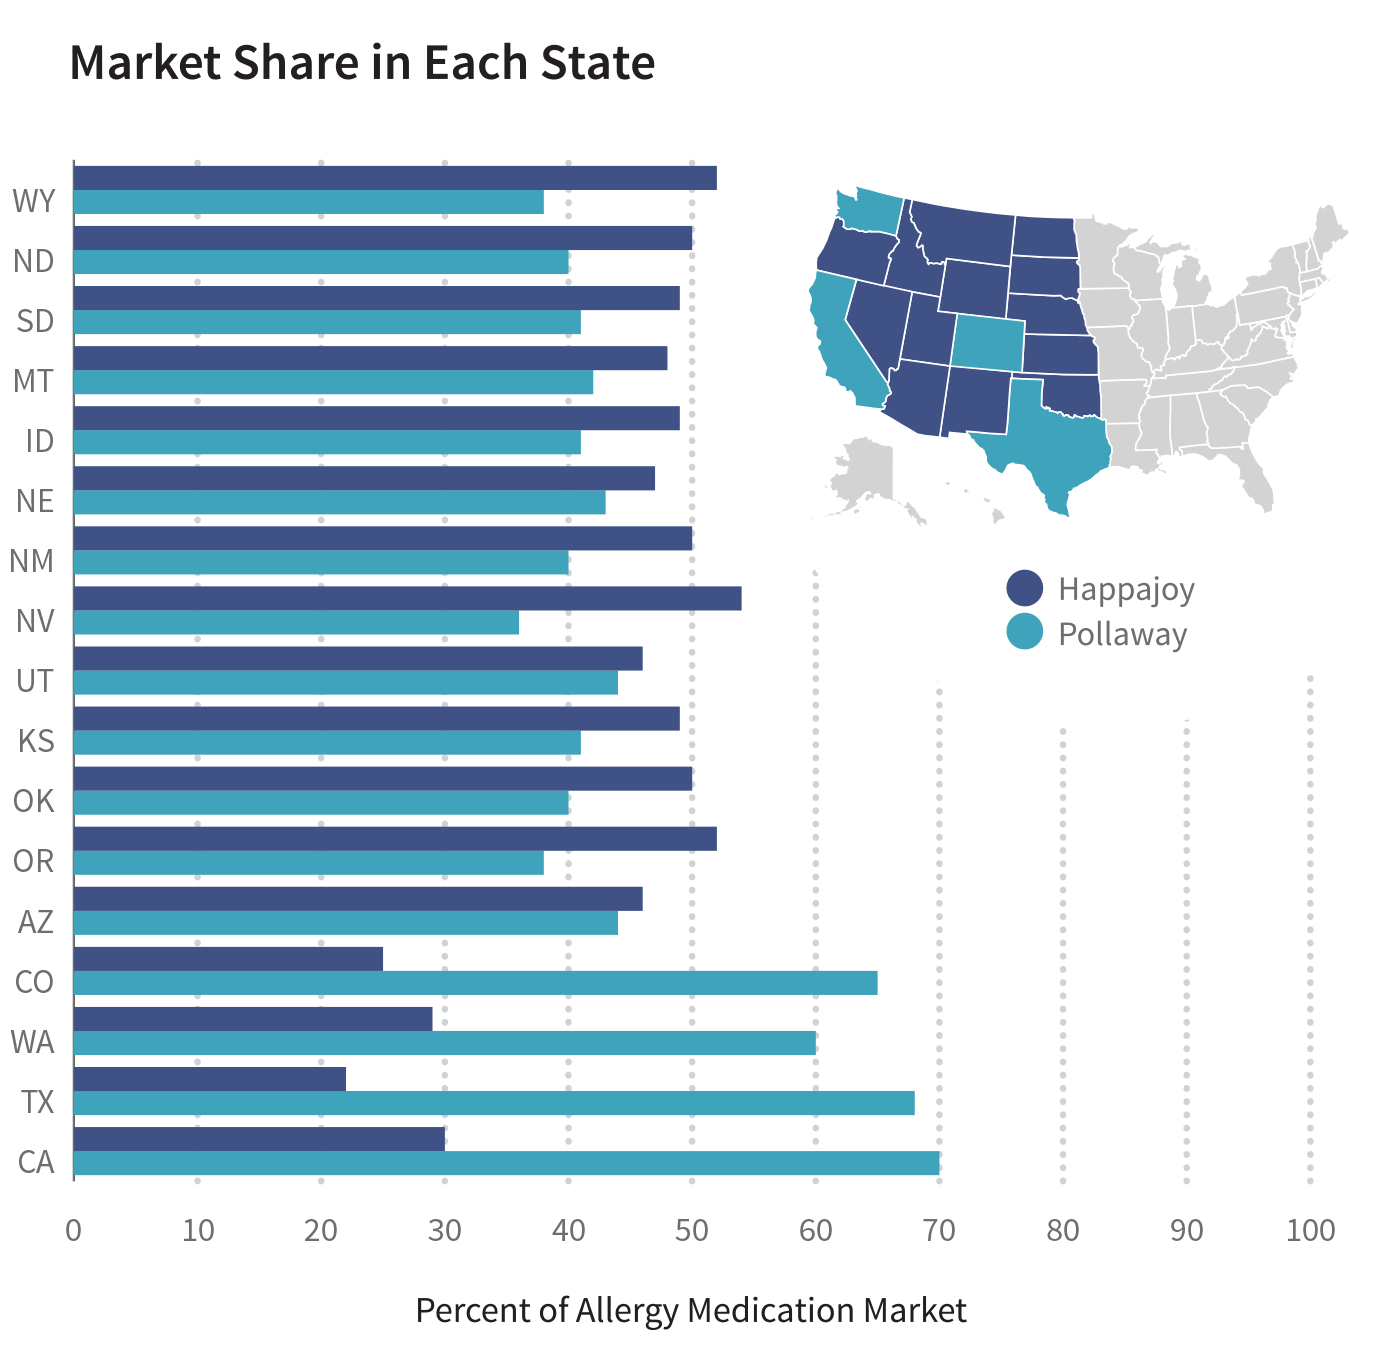 Market Share in Each State
WY
ND
SD
MT
ID
NE
NM
NV
UT
KS
OK
OR
AZ
CO
WA
TX
CA
Happajoy
Pollaway
0 10 20 30 40 50 60 70 80 90 100
Percent of Allergy Medication Market